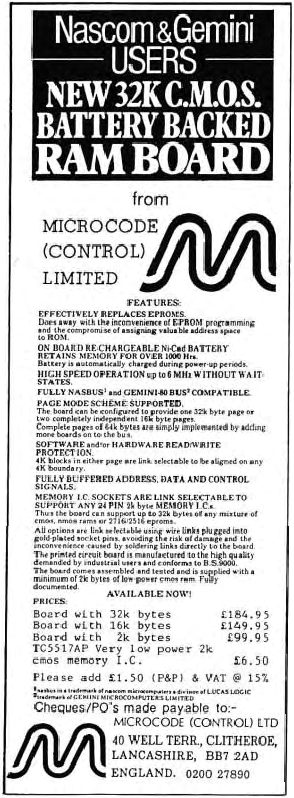 Nascom & Gemini
USERS
NEW 32K C.M.O.S.
BATTERY BACKED
RAM BOARD
from
MICROCODE
(CONTROL)
LIMITED
FEATURES:
EFFECTIVELY REPLACES EPROMS.
Does away with the inconvenience of EPROM programming
and the compromise of assigning valuable address space
to ROM.
ON BOARD RE-CHARGEABLE Ni-Cad BATTERY
RETAINS MEMORY FOR OVER 1000 Hrs.
Battery is automatically charged during power-up periods.
HIGH SPEED OPERATION up to 6 MHz WITHOUT WAIT-
STATES.
FULLY NASBUS¹ and GEMINI-80 BUS² COMPATIBLE.
PAGE MODE SCHEME SUPPORTED.
The board can be configured to provide one 32k byte page or
two completely independent 16k byte pages.
Complete pages of 64k bytes are simply implemented by adding
more boards on to the bus.
SOFTWARE and/or HARDWARE READ/WRITE
PROTECTION.
4K blocks in either page are link selectable to be aligned on any
4K boundary.
FULLY BUFFERED ADDRESS, DATA AND CONTROL
SIGNALS.
MEMORY I.C. SOCKETS ARE LINK SELECTABLE TO
SUPPORT ANY 24 PIN 2k byte MEMORY I.C.s.
Thus the board can support up to 32k bytes of any mixture of
cmos, nmos rams or 2716/2516 eproms.
All options are link selectable using wire links plugged into
gold-plated socket pins, avoiding the risk of damage and the
inconvenience caused by soldering links directly to the board.
The printed circuit board is manufactured to the high quality
demanded by industrial users and conforms to B.S.9000.
The board comes assembled and tested and is supplied with a
minimum of 2k bytes of low-power cmos ram. Fully
documented.
AVAILABLE NOW!
PRICES:
Board with 32k bytes £184.95
Board with 16k bytes £149.95
Board with 2k bytes £99.95
TC5517AP Very low power 2k
cmos memory I.C. £6.50
Please add £1.50 (P&P) & VAT @ 15%
¹nasbus is a trademark of nascom microcomputers a division of LUCAS LOGIC
²trademark of GEMINI MICROCOMPUTERS LIMITED
Cheques/PO"s made payable to:-
MICROCODE (CONTROL) LTD
40 WELL TERR., CLITHEROE,
LANCASHIRE, BB7 2AD
ENGLAND. 0200 27890